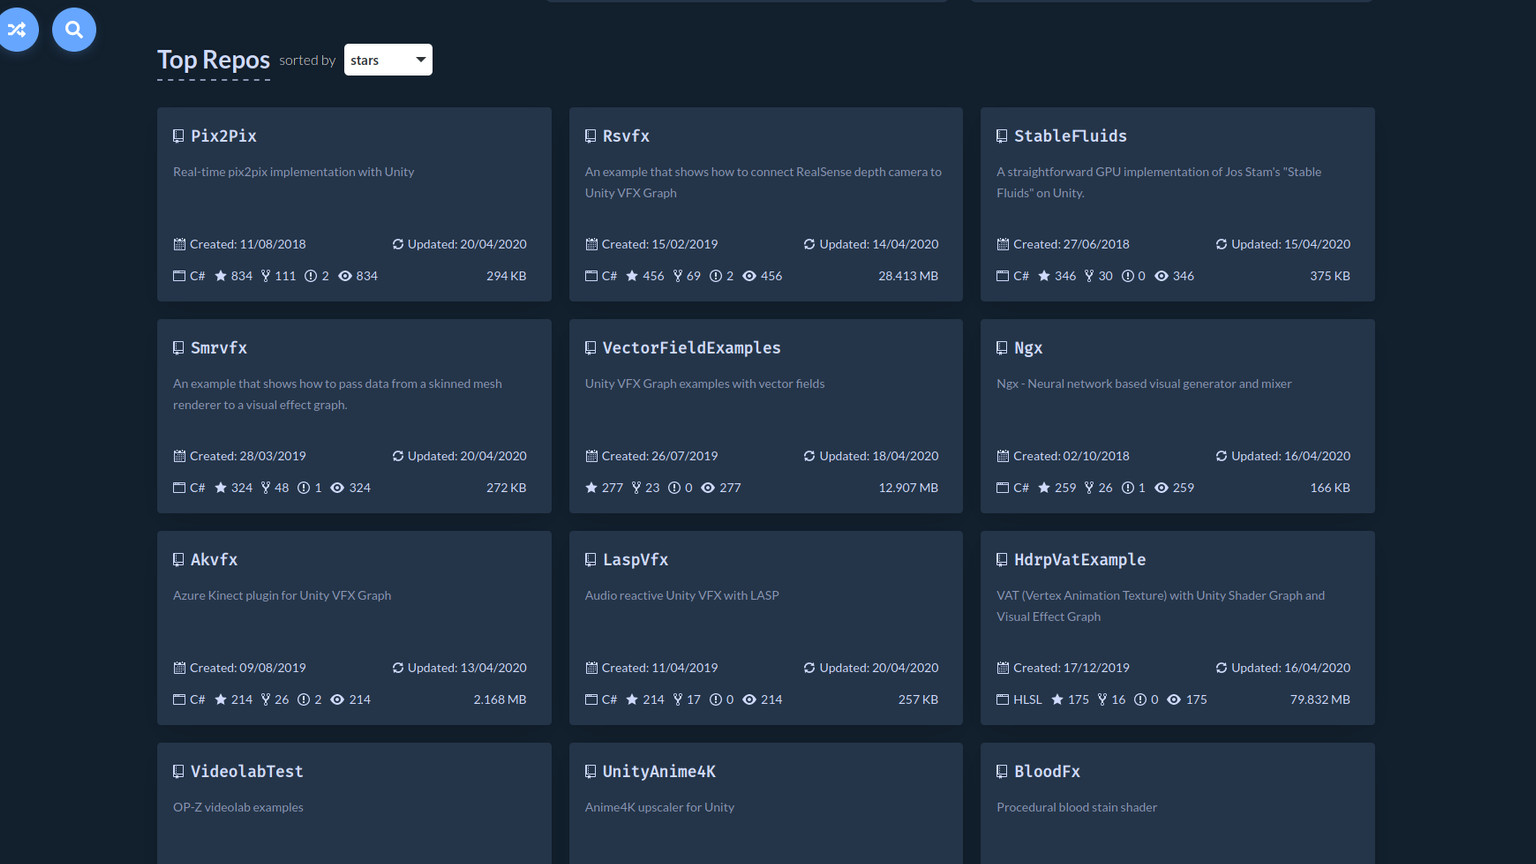 Top Repos sorted by stars
Pix2Pix
Real-time pix2pix implementation with Unity
Created: 11/08/2018 Updated: 20/04/2020
C# 834 111 2 834 294 KB
Rsvfx
An example that shows how to connect RealSense depth camera to
Unity VFX Graph
Created: 15/02/2019 Updated: 14/04/2020
C# 456 69 2 456 28.413 MB
StableFluids
A straightforward GPU implementation of Jos Stam's "Stable
Fluids" on Unity.
Created: 27/06/2018 Updated: 15/04/2020
C# 346 30 0 346 375 KB
Smrvfx
An example that shows how to pass data from a skinned mesh
renderer to a visual effect graph.
Created: 28/03/2019 Updated: 20/04/2020
C# 324 48 1 324 272 KB
VectorFieldExamples
Unity VFX Graph examples with vector fields
Created: 26/07/2019 Updated: 18/04/2020
277 23 0 277 12.907 MB
Ngx
Ngx - Neural network based visual generator and mixer
Created: 02/10/2018 Updated: 16/04/2020
C# 259 26 1 259 166 KB
Akvfx
Azure Kinect plugin for Unity VFX Graph
Created: 09/08/2019 Updated: 13/04/2020
C# 214 26 2 214 2.168 MB
LaspVfx
Audio reactive Unity VFX with LASP
Created: 11/04/2019 Updated: 20/04/2020
C# 214 17 0 214 257 KB
HdrpVatExample
VAT (Vertex Animation Texture) with Unity Shader Graph and
Visual Effect Graph
Created: 17/12/2019 Updated: 16/04/2020
HLSL 175 16 0 175 79.832 MB
VideolabTest
OP-Z videolab examples
UnityAnime4K
Anime4K upscaler for Unity
BloodFx
Procedural blood stain shader